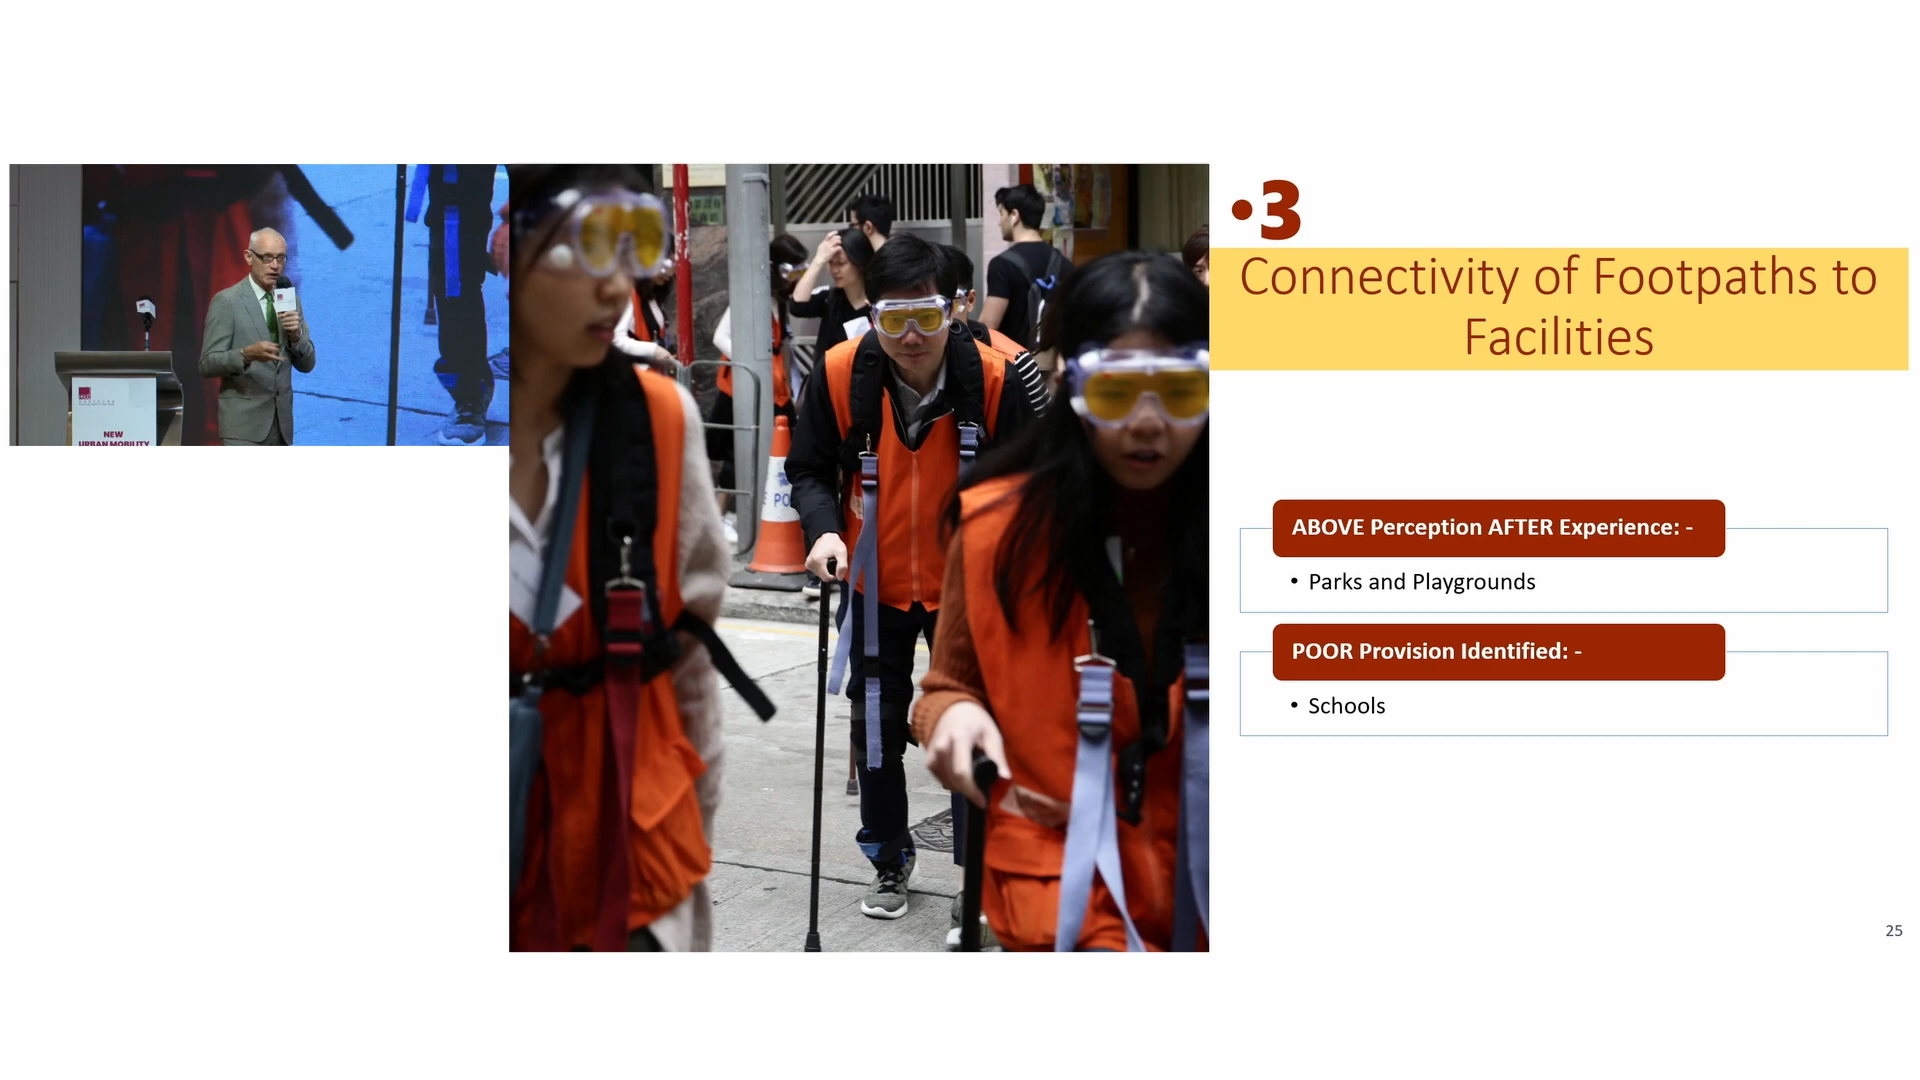 NEW
URBAN MOBILITY
PO
•3
Connectivity of Footpaths to
Facilities
ABOVE Perception AFTER Experience: -
• Parks and Playgrounds
POOR Provision Identified: -
• Schools
25